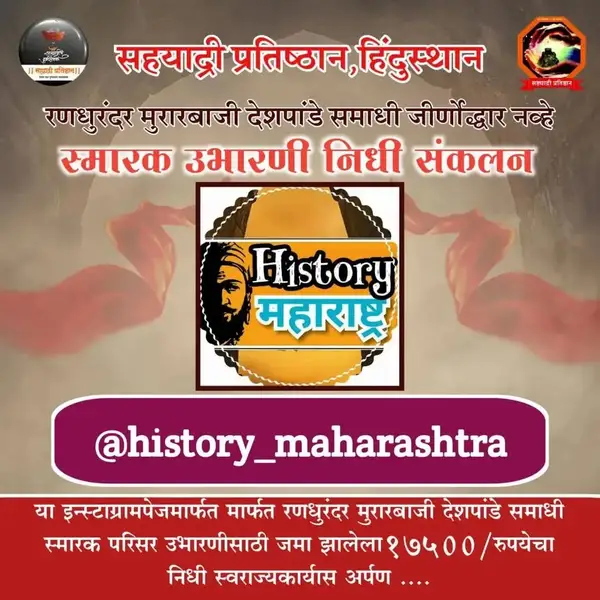 सहयाद्री प्रतिष्ठान,हिंदुस्थान
रणधुरंदर मुरारबाजी देशपांडे समाधी जीर्णोद्धार नव्हे
स्मारक उभारणी निधी संकलन
History
महाराष्ट्र
@history_maharashtra
या इन्स्टाग्रामपेजमार्फत मार्फत रणधुरंदर मुरारबाजी देशपांडे समाधी
स्मारक परिसर उभारणीसाठी जमा झालेला १७५००/रुपयेचा
निधी स्वराज्यकार्यास अर्पण ....